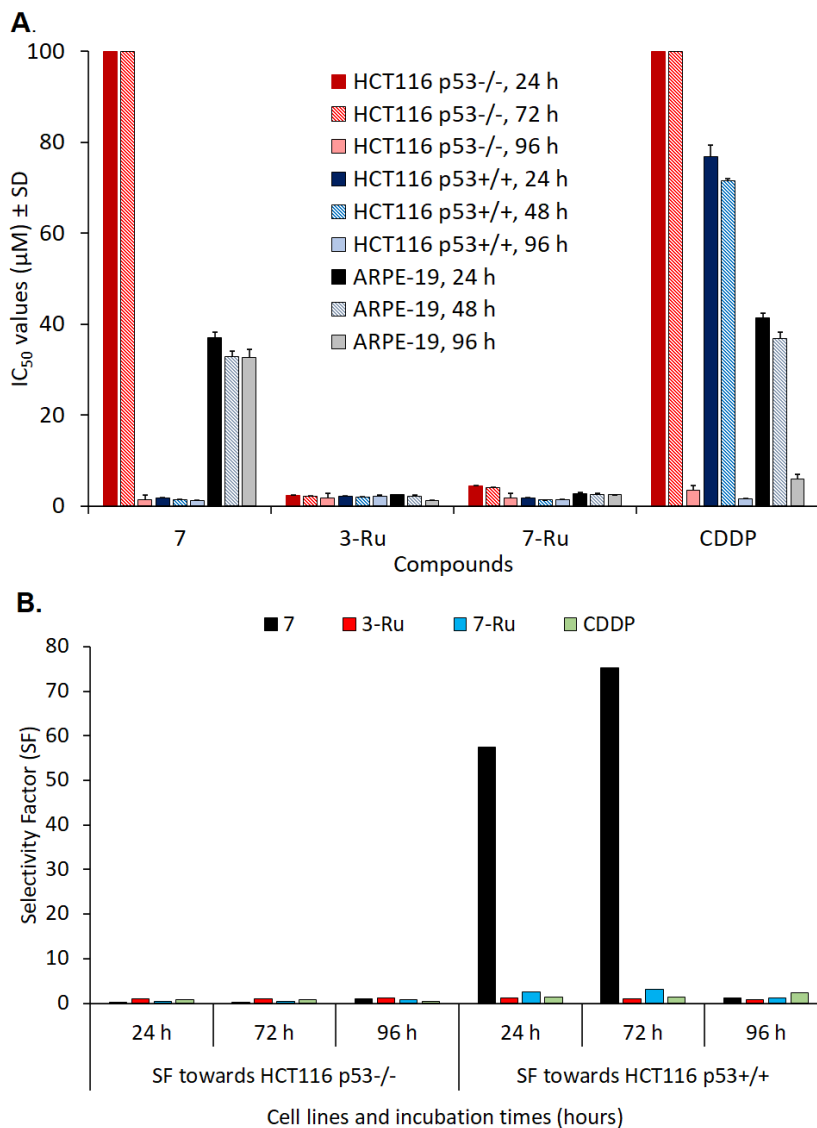 A.
100
80
60
40
20
0
IC50 values (µM) ± SD
HCT116 p53-/-, 24 h
HCT116 p53-/-, 72 h
HCT116 p53-/-, 96 h
HCT116 p53+/+, 24 h
HCT116 p53+/+, 48 h
HCT116 p53+/+, 96 h
ARPE-19, 24 h
ARPE-19, 48 h
ARPE-19, 96 h
7 3-Ru 7-Ru CDDP
Compounds
B.
7 3-Ru 7-Ru CDDP
80
70
60
50
40
30
20
10
0
Selectivity Factor (SF)
24 h 72 h 96 h 24 h 72 h 96 h
SF towards HCT116 p53-/- SF towards HCT116 p53+/+
Cell lines and incubation times (hours)